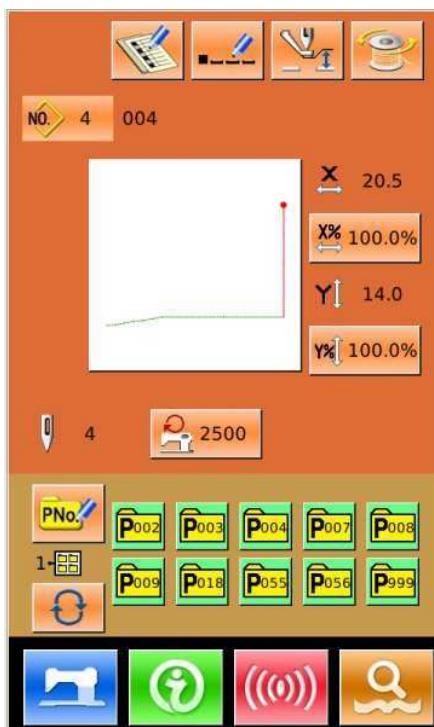 NO. 4 004
X 20.5
X% 100.0%
Y 14.0
Y% 100.0%
4 2500
PNo.
P002 P003 P004 P007 P008
1-
P009 P018 P055 P056 P999